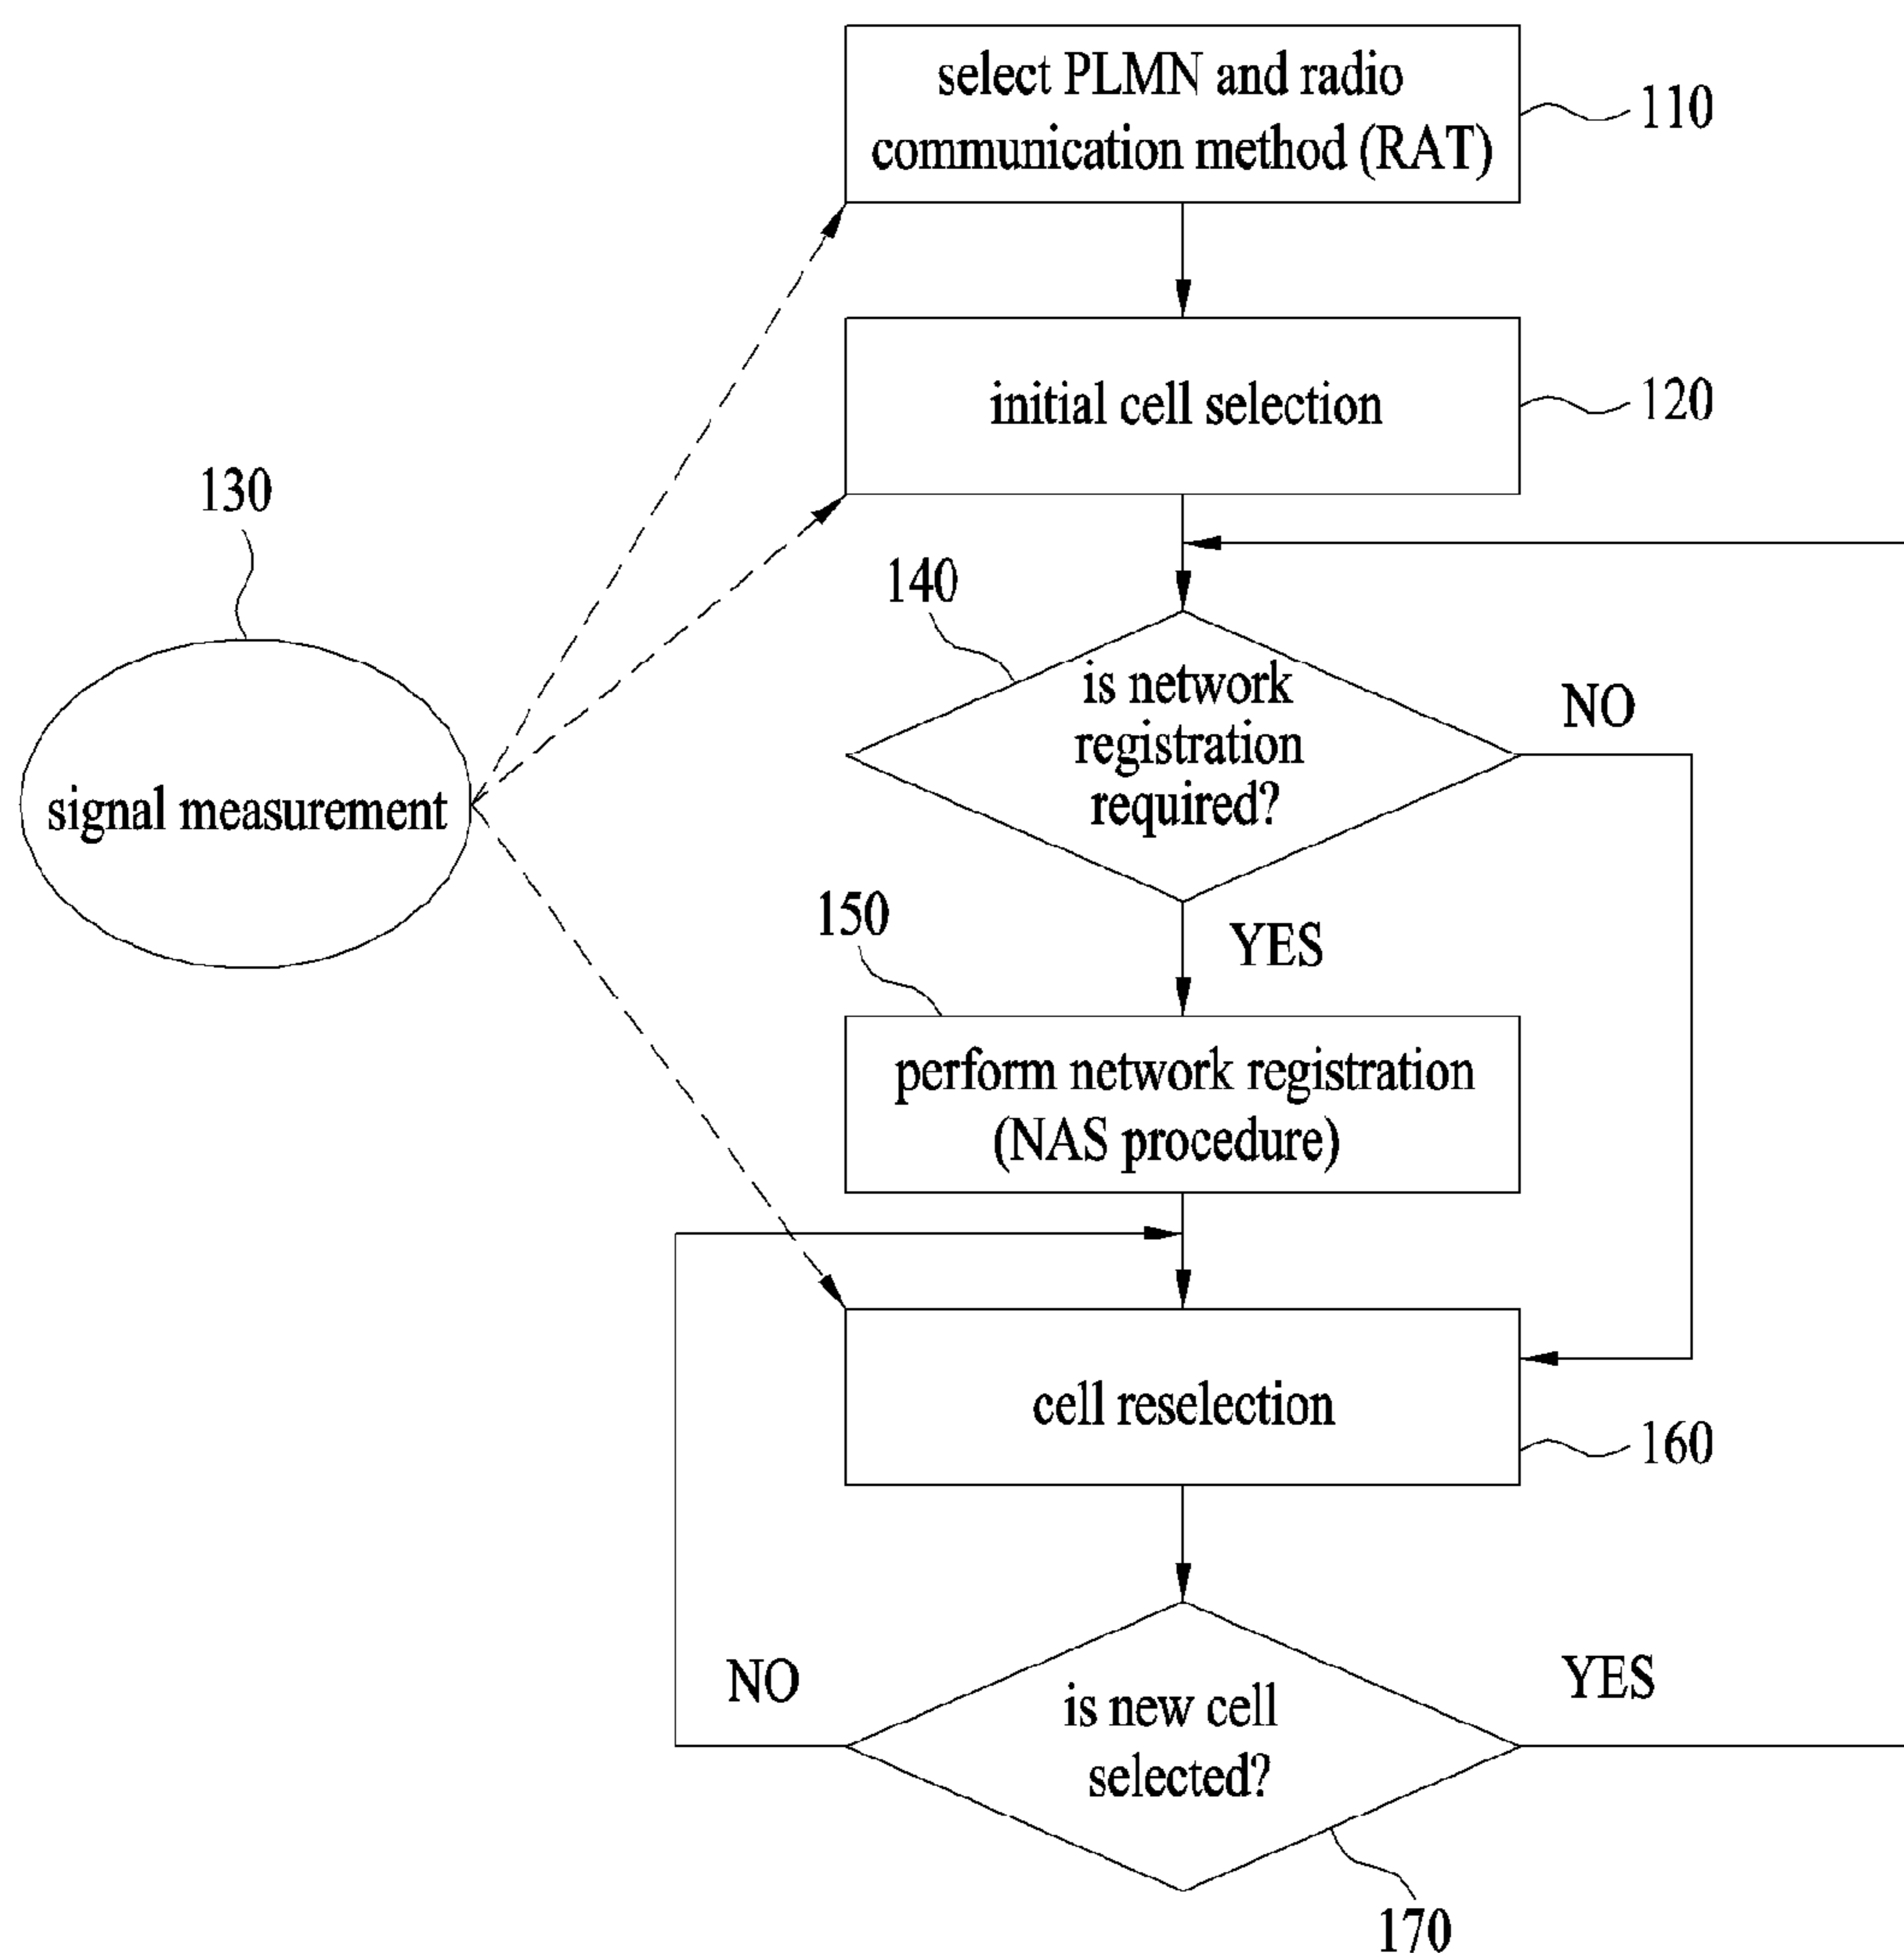 select PLMN and radio
communication method (RAT)
110
initial cell selection
120
130
signal measurement
140
is network
registration
required?
NO
YES
150
perform network registration
(NAS procedure)
cell reselection
160
NO
is new cell
selected?
YES
170